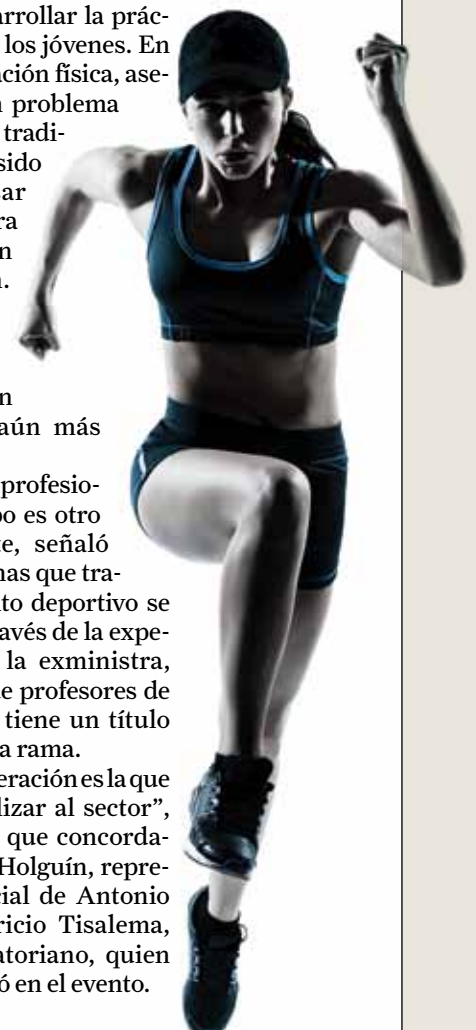 arrollar la prác-
los jóvenes. En
ción física, ase-
problema
tradi-
sido
ar
ra
n
.
n
aún más
profesio-
po es otro
e, señaló
nas que tra-
to deportivo se
avés de la expe-
la exministra,
e profesores de
tiene un título
a rama.
eración es la que
lizar al sector”,
que concorda-
Holguín, repre-
cial de Antonio
ricio Tisalema,
atoriano, quien
ó en el evento.